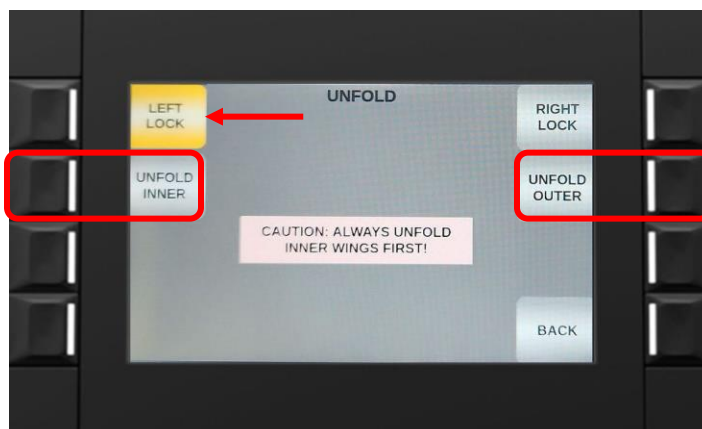 UNFOLD
LEFT
LOCK
RIGHT
LOCK
UNFOLD
INNER
UNFOLD
OUTER
CAUTION: ALWAYS UNFOLD
INNER WINGS FIRST!
BACK